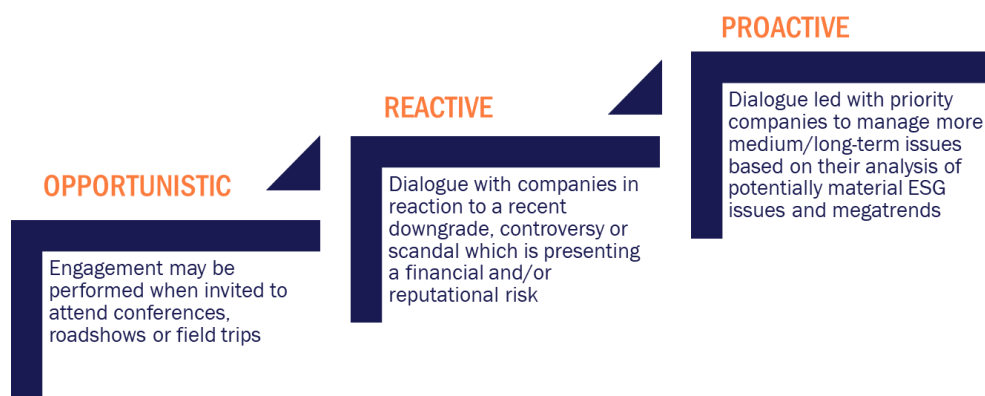 OPPORTUNISTIC
Engagement may be
performed when invited to
attend conferences,
roadshows or field trips
REACTIVE
Dialogue with companies in
reaction to a recent
downgrade, controversy or
scandal which is presenting
a financial and/or
reputational risk
PROACTIVE
Dialogue led with priority
companies to manage more
medium/long-term issues
based on their analysis of
potentially material ESG
issues and megatrends